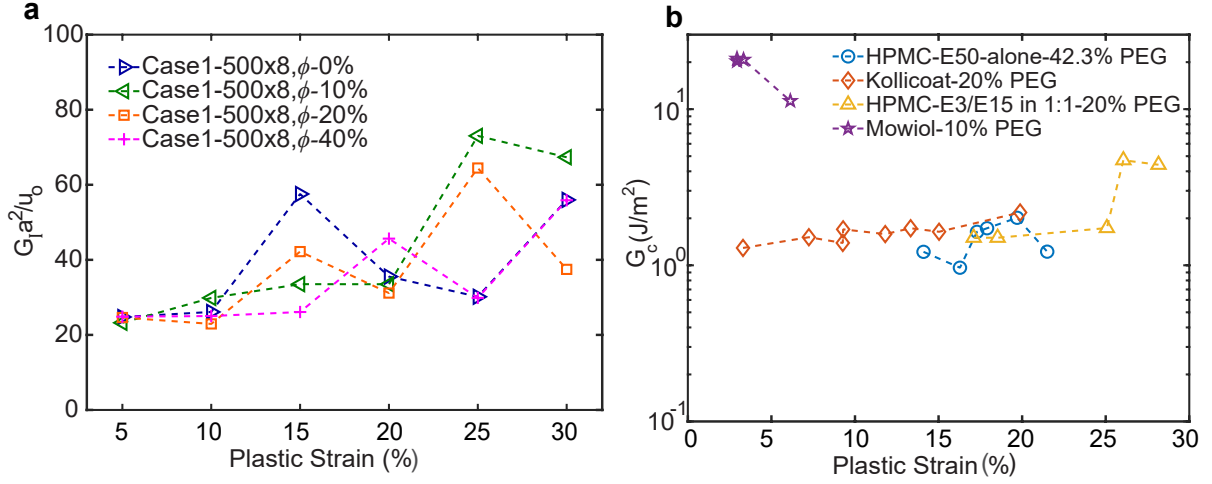 a
100
80
60
40
20
0
G_I a²/u_o
Case1-500x8,ϕ-0%
Case1-500x8,ϕ-10%
Case1-500x8,ϕ-20%
Case1-500x8,ϕ-40%
5 10 15 20 25 30
Plastic Strain (%)
b
10¹
10⁰
10⁻¹
G_c (J/m²)
HPMC-E50-alone-42.3% PEG
Kollicoat-20% PEG
HPMC-E3/E15 in 1:1-20% PEG
Mowiol-10% PEG
0 5 10 15 20 25 30
Plastic Strain (%)